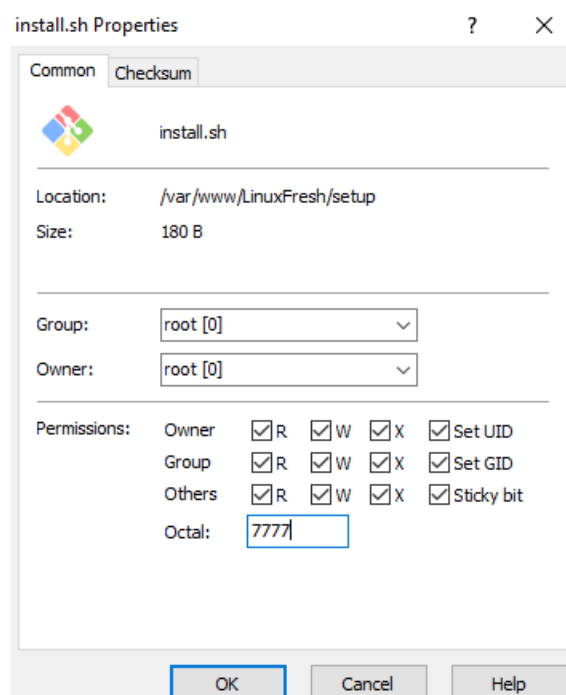 install.sh Properties ? ×
Common Checksum
install.sh
Location: /var/www/LinuxFresh/setup
Size: 180 B
Group: root [0]
Owner: root [0]
Permissions: Owner R W X Set UID
Group R W X Set GID
Others R W X Sticky bit
Octal: 7777
OK Cancel Help